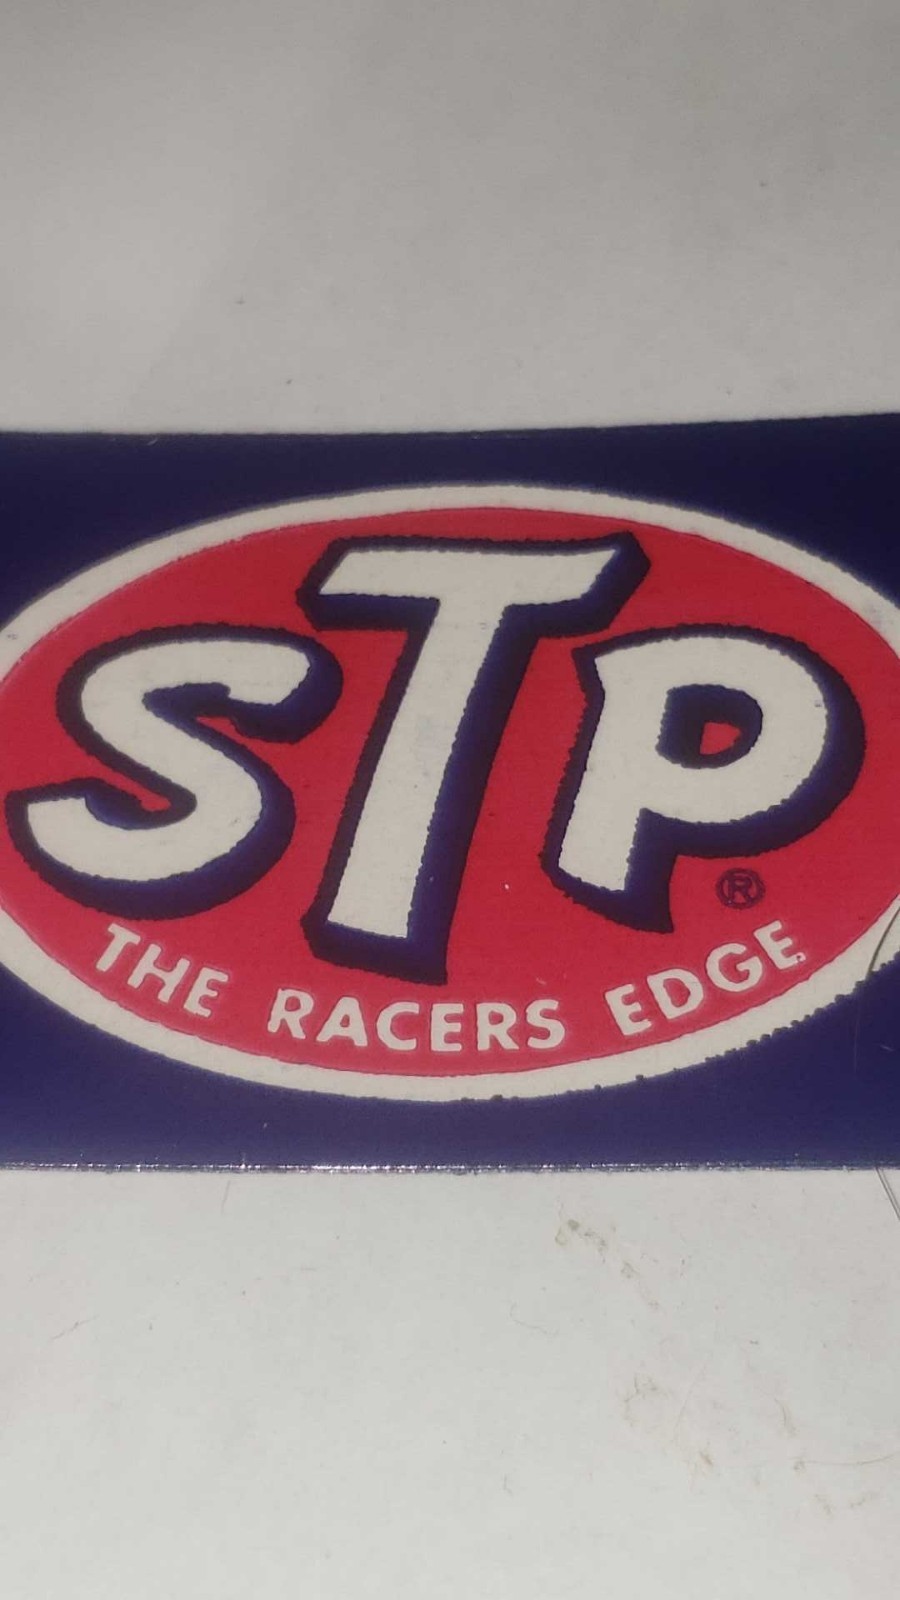 STP
®
THE RACERS EDGE